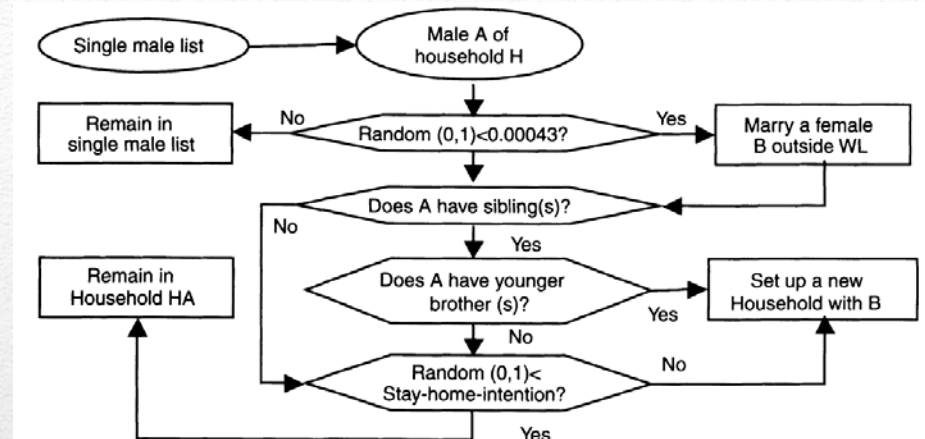 Single male list
Male A of
household H
No
Yes
Remain in
single male list
Random (0,1)<0.00043?
Marry a female
B outside WL
Does A have sibling(s)?
No
Yes
Remain in
Household HA
Does A have younger
brother (s)?
Set up a new
Household with B
Yes
No
Random (0,1)<
Stay-home-intention?
No
Yes